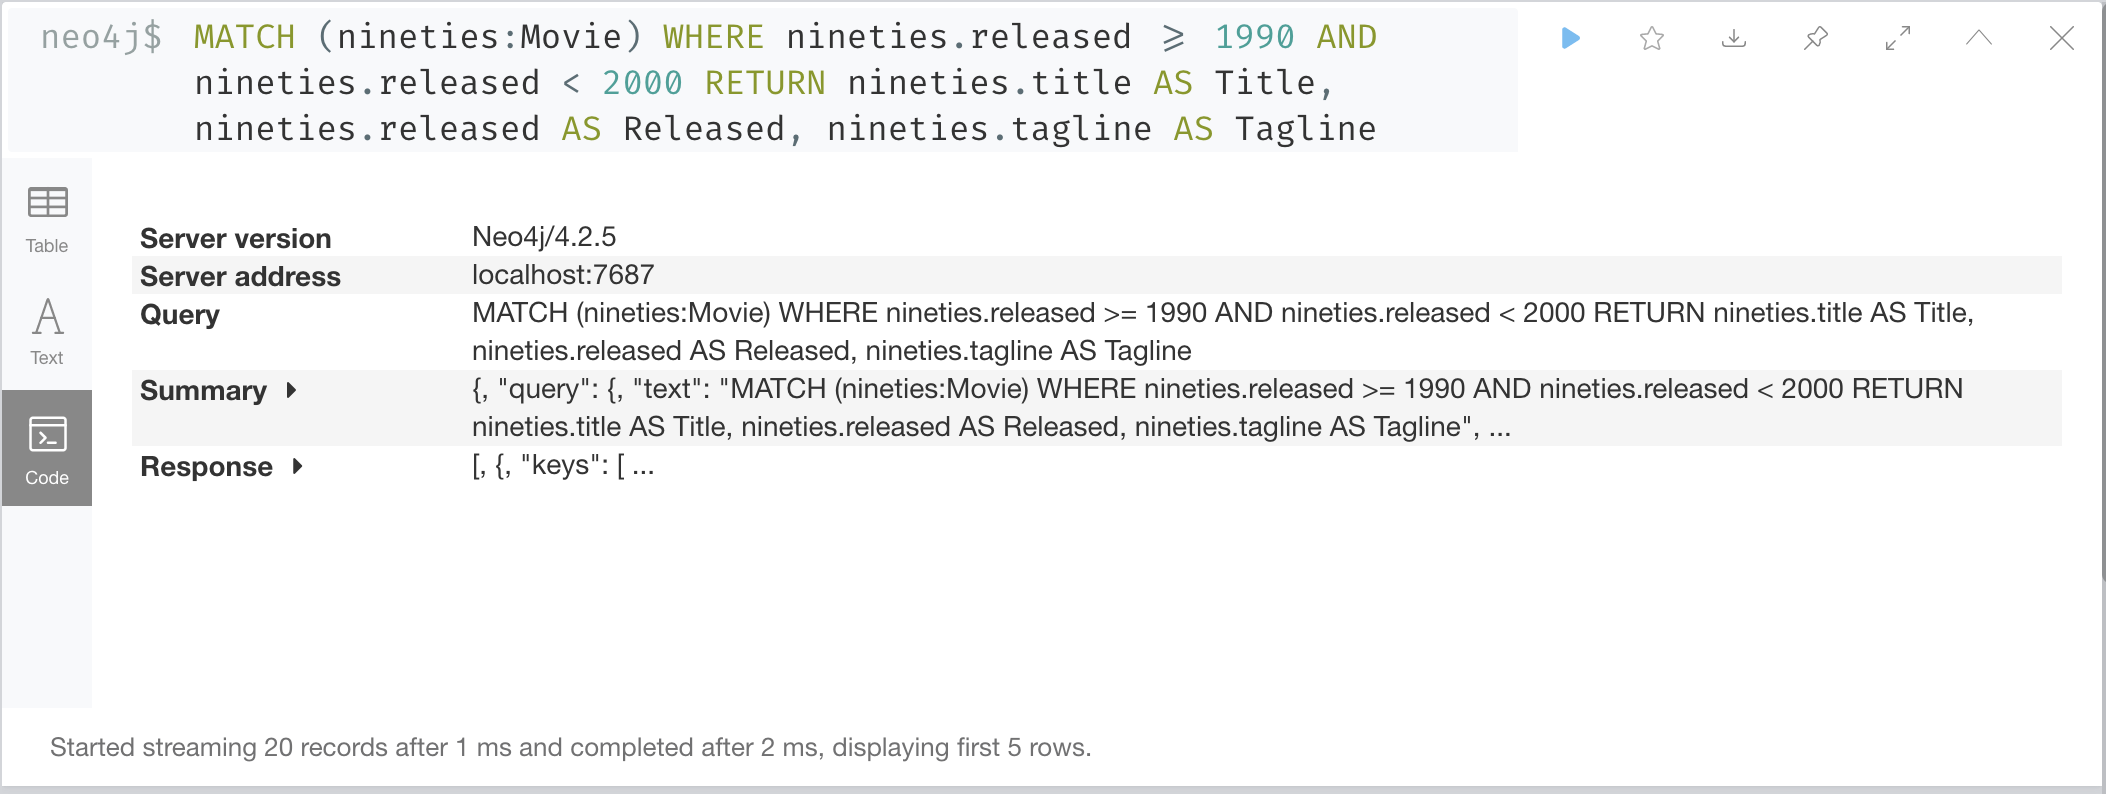 neo4j$ MATCH (nineties:Movie) WHERE nineties.released ≥ 1990 AND
nineties.released < 2000 RETURN nineties.title AS Title,
nineties.released AS Released, nineties.tagline AS Tagline
Table
Text
Code
Server version Neo4j/4.2.5
Server address localhost:7687
Query MATCH (nineties:Movie) WHERE nineties.released >= 1990 AND nineties.released < 2000 RETURN nineties.title AS Title,
nineties.released AS Released, nineties.tagline AS Tagline
Summary {, "query": {, "text": "MATCH (nineties:Movie) WHERE nineties.released >= 1990 AND nineties.released < 2000 RETURN
nineties.title AS Title, nineties.released AS Released, nineties.tagline AS Tagline", ...
Response [, {, "keys": [ ...
Started streaming 20 records after 1 ms and completed after 2 ms, displaying first 5 rows.